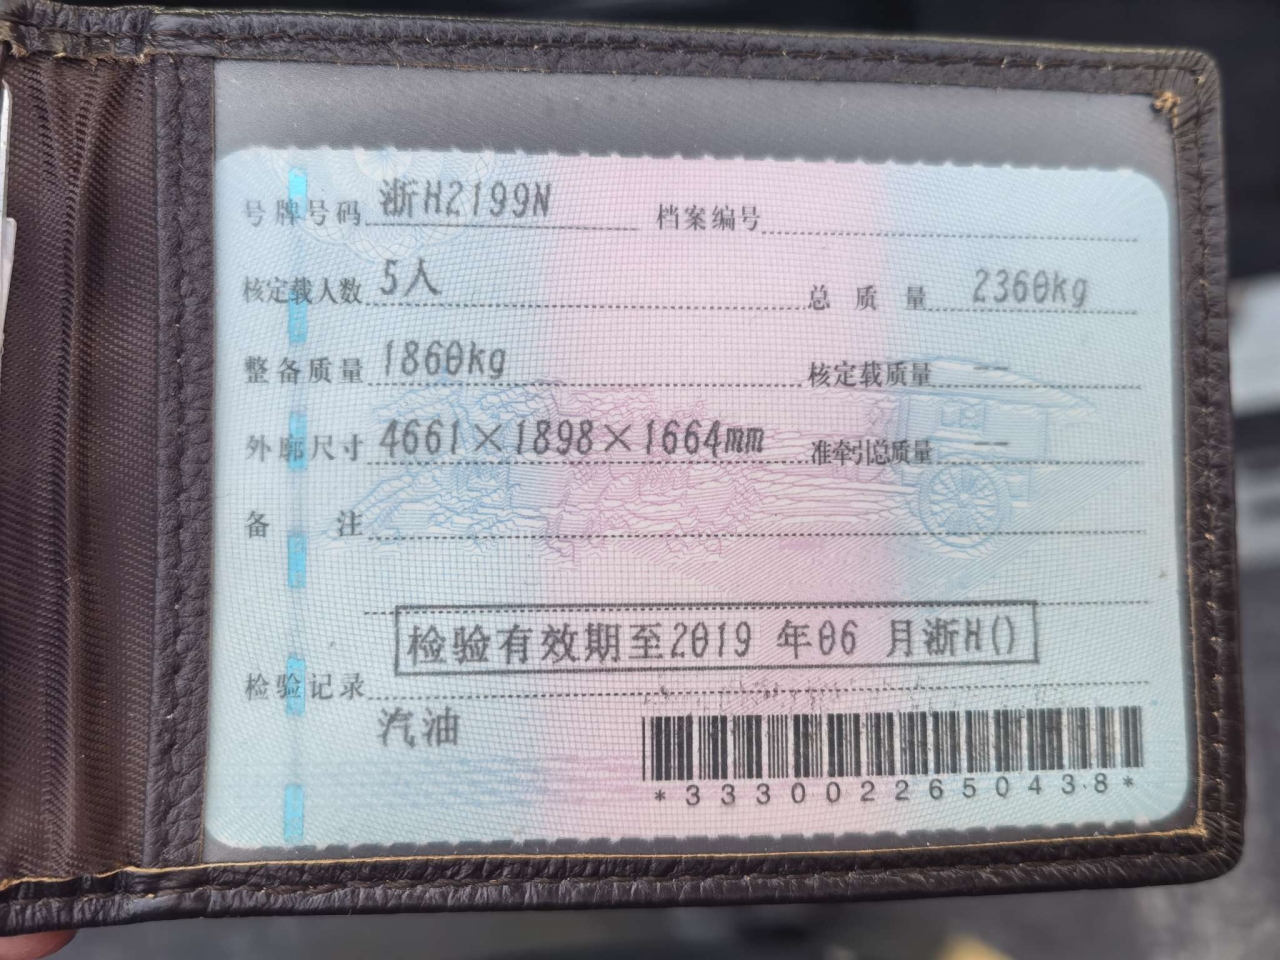 号牌号码 浙H2199N 档案编号
核定载人数 5人 总质量 2360kg
整备质量 1860kg 核定载质量 --
外廓尺寸 4661×1898×1664mm 准牵引总质量 --
备注
检验有效期至2019 年06 月浙H()
检验记录
汽油
*3330022650438*